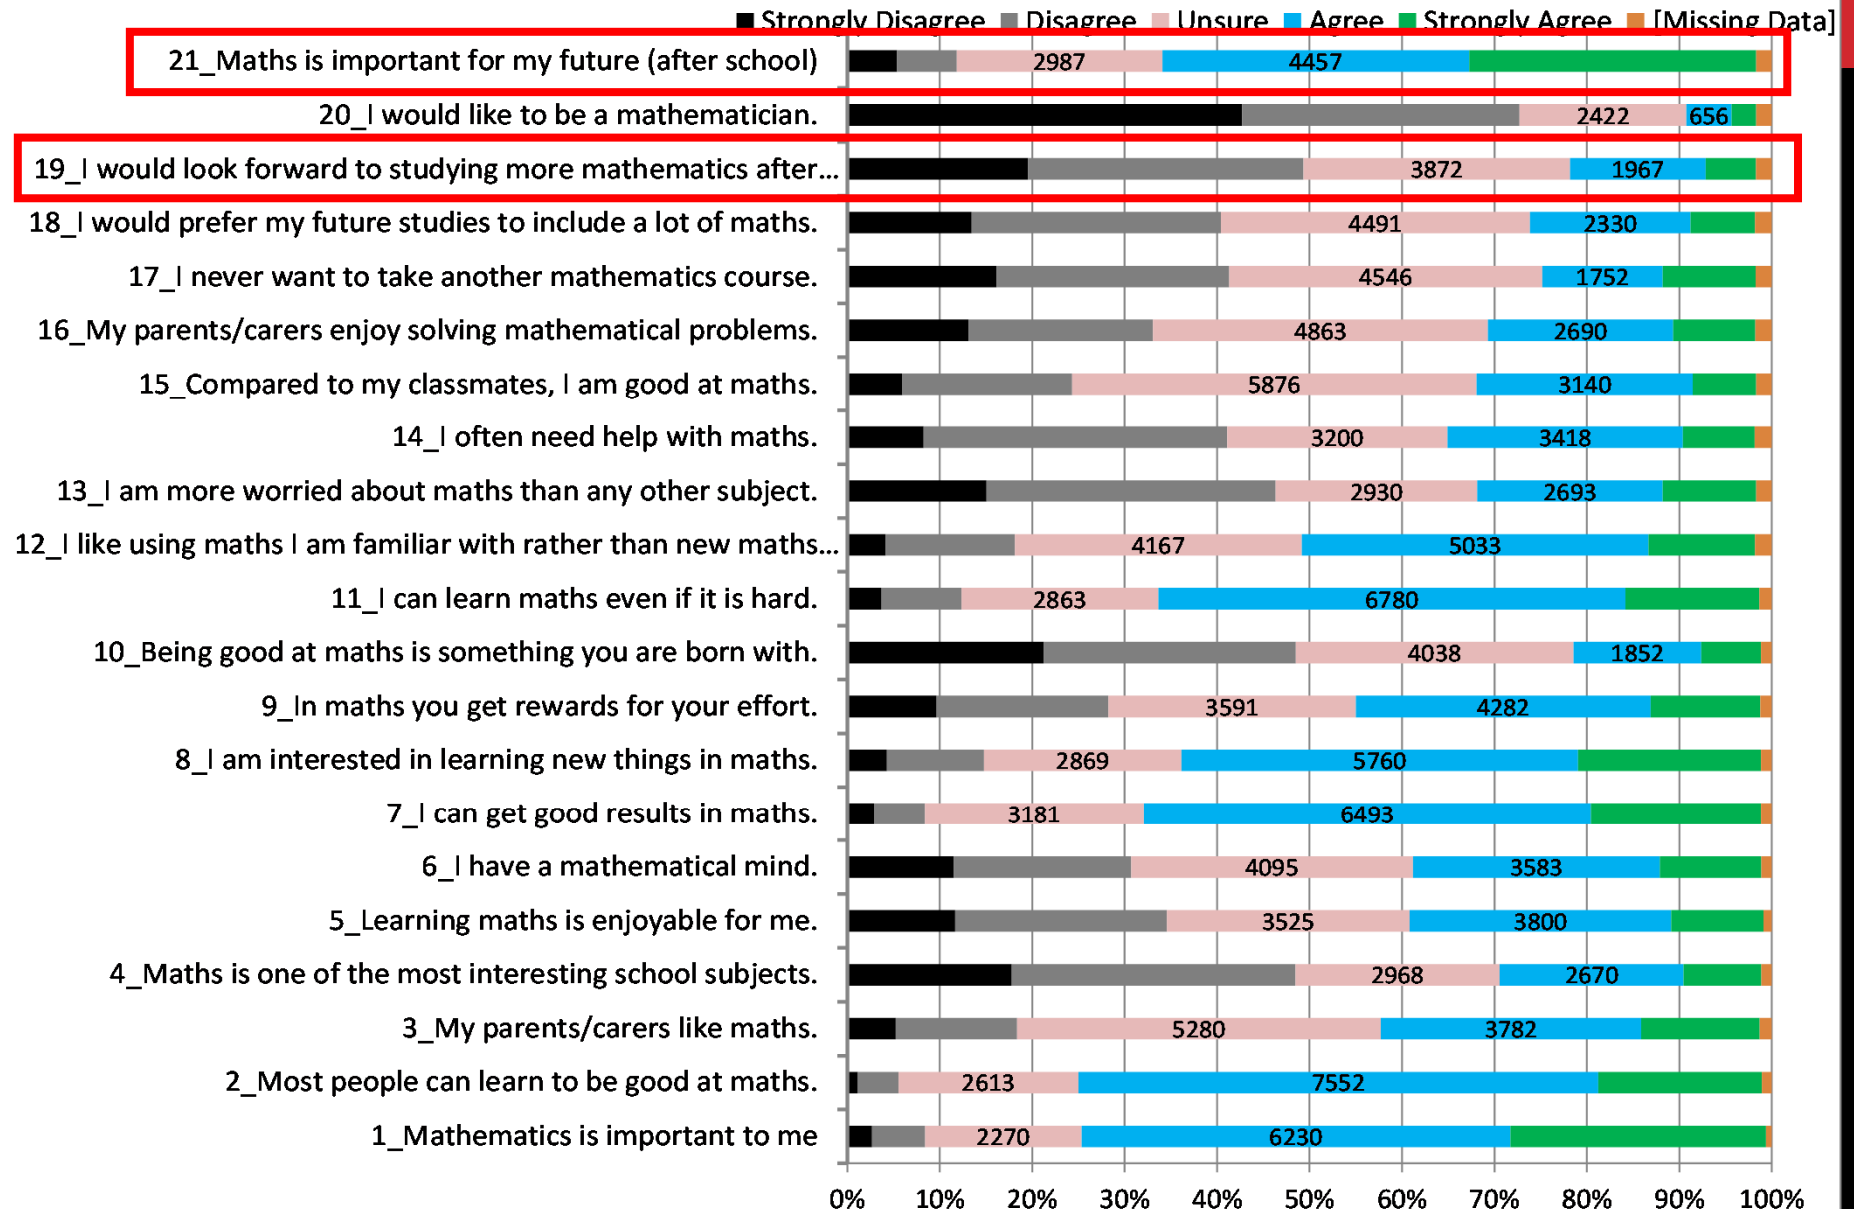 Strongly Disagree Disagree Unsure Agree Strongly Agree [Missing Data]
21_Maths is important for my future (after school) 2987 4457
20_I would like to be a mathematician. 2422 656
19_I would look forward to studying more mathematics after... 3872 1967
18_I would prefer my future studies to include a lot of maths. 4491 2330
17_I never want to take another mathematics course. 4546 1752
16_My parents/carers enjoy solving mathematical problems. 4863 2690
15_Compared to my classmates, I am good at maths. 5876 3140
14_I often need help with maths. 3200 3418
13_I am more worried about maths than any other subject. 2930 2693
12_I like using maths I am familiar with rather than new maths... 4167 5033
11_I can learn maths even if it is hard. 2863 6780
10_Being good at maths is something you are born with. 4038 1852
9_In maths you get rewards for your effort. 3591 4282
8_I am interested in learning new things in maths. 2869 5760
7_I can get good results in maths. 3181 6493
6_I have a mathematical mind. 4095 3583
5_Learning maths is enjoyable for me. 3525 3800
4_Maths is one of the most interesting school subjects. 2968 2670
3_My parents/carers like maths. 5280 3782
2_Most people can learn to be good at maths. 2613 7552
1_Mathematics is important to me 2270 6230
0% 10% 20% 30% 40% 50% 60% 70% 80% 90% 100%